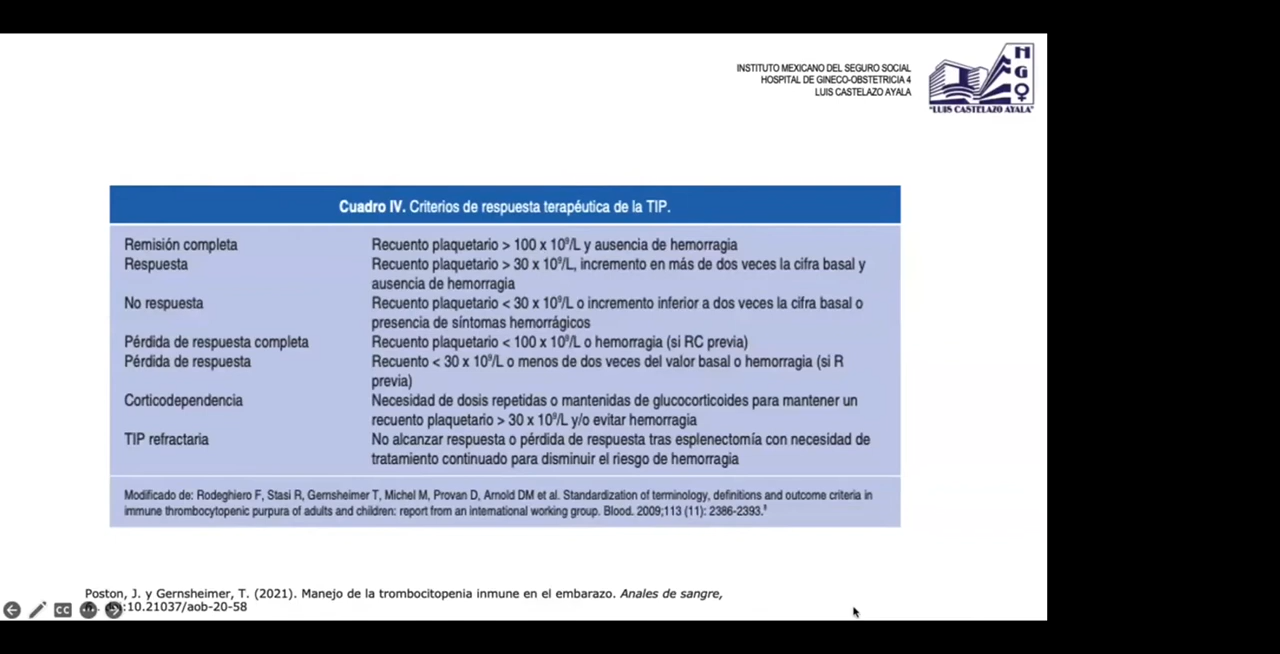 INSTITUTO MEXICANO DEL SEGURO SOCIAL
HOSPITAL DE GINECO-OBSTETRICIA 4
LUIS CASTELAZO AYALA
H
G
O
"LUIS CASTELAZO AYALA"
Cuadro IV. Criterios de respuesta terapéutica de la TIP.
Remisión completa Recuento plaquetario > 100 x 10⁹/L y ausencia de hemorragia
Respuesta Recuento plaquetario > 30 x 10⁹/L, incremento en más de dos veces la cifra basal y
ausencia de hemorragia
No respuesta Recuento plaquetario < 30 x 10⁹/L o incremento inferior a dos veces la cifra basal o
presencia de síntomas hemorrágicos
Pérdida de respuesta completa Recuento plaquetario < 100 x 10⁹/L o hemorragia (si RC previa)
Pérdida de respuesta Recuento < 30 x 10⁹/L o menos de dos veces del valor basal o hemorragia (si R
previa)
Corticodependencia Necesidad de dosis repetidas o mantenidas de glucocorticoides para mantener un
recuento plaquetario > 30 x 10⁹/L y/o evitar hemorragia
TIP refractaria No alcanzar respuesta o pérdida de respuesta tras esplenectomía con necesidad de
tratamiento continuado para disminuir el riesgo de hemorragia
Modificado de: Rodeghiero F, Stasi R, Gernsheimer T, Michel M, Provan D, Arnold DM et al. Standardization of terminology, definitions and outcome criteria in
immune thrombocytopenic purpura of adults and children: report from an international working group. Blood. 2009;113 (11): 2386-2393.
Poston, J. y Gernsheimer, T. (2021). Manejo de la trombocitopenia inmune en el embarazo. Anales de sangre,
:10.21037/aob-20-58
CC